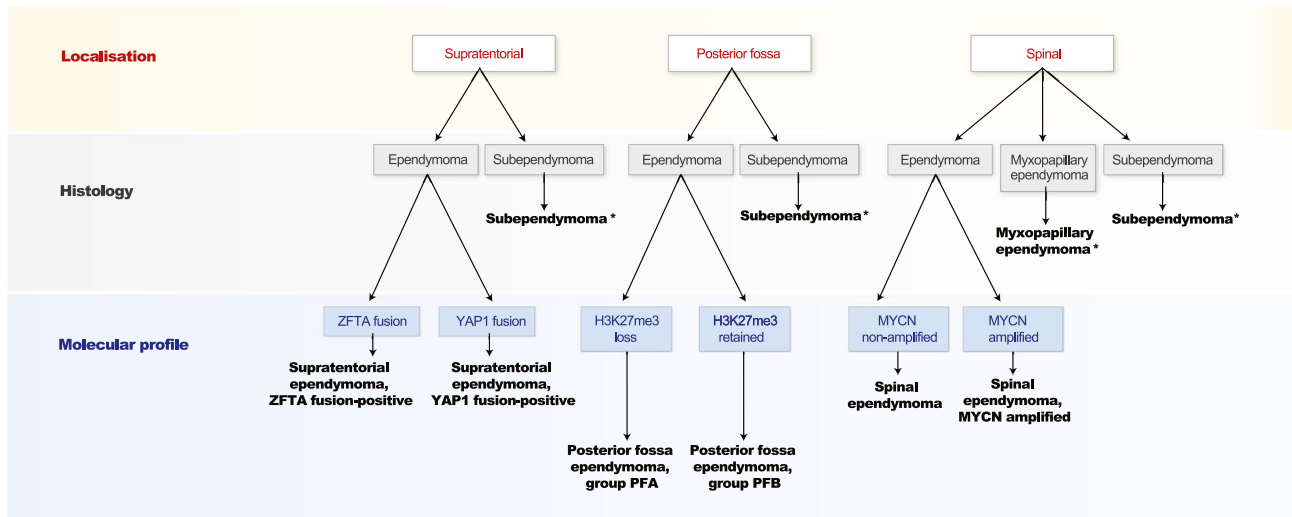 Localisation
Supratentorial
Posterior fossa
Spinal
Histology
Ependymoma
Subependymoma
Ependymoma
Subependymoma
Ependymoma
Myxopapillary
ependymoma
Subependymoma
Subependymoma *
Subependymoma *
Myxopapillary
ependymoma *
Subependymoma *
Molecular profile
ZFTA fusion
YAP1 fusion
H3K27me3
loss
H3K27me3
retained
MYCN
non-amplified
MYCN
amplified
Supratentorial
ependymoma,
ZFTA fusion-positive
Supratentorial
ependymoma,
YAP1 fusion-positive
Posterior fossa
ependymoma,
group PFA
Posterior fossa
ependymoma,
group PFB
Spinal
ependymoma
Spinal
ependymoma,
MYCN amplified